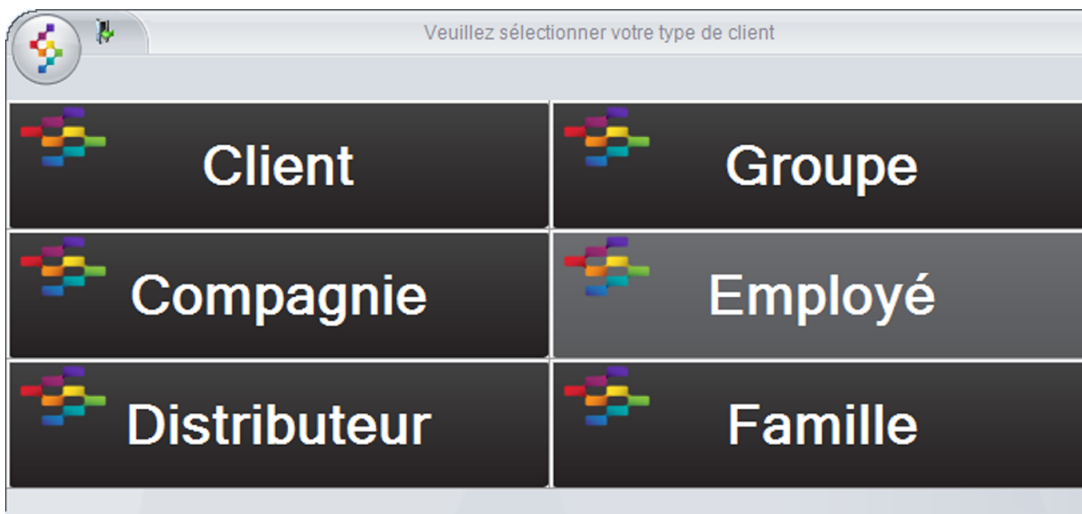 Veuillez sélectionner votre type de client
Client
Groupe
Compagnie
Employé
Distributeur
Famille